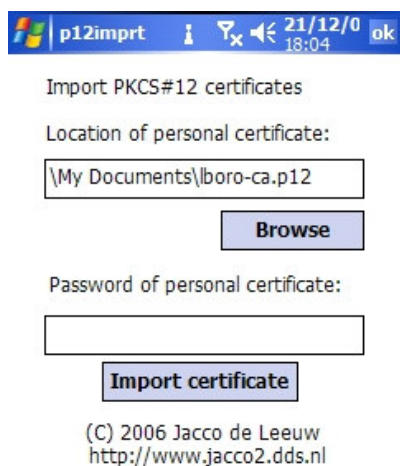 p12imprt 21/12/0 ok
18:04
Import PKCS#12 certificates
Location of personal certificate:
\My Documents\lboro-ca.p12
Browse
Password of personal certificate:
Import certificate
(C) 2006 Jacco de Leeuw
http://www.jacco2.dds.nl